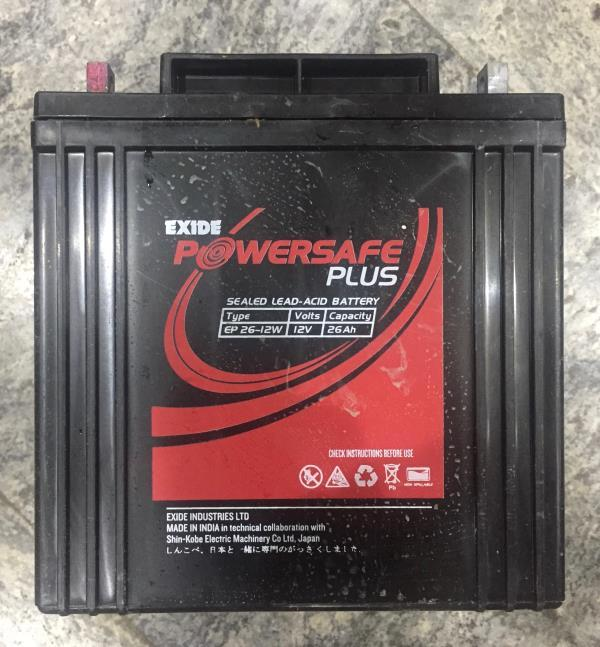 EXIDE
POWERSAFE
PLUS
SEALED LEAD-ACID BATTERY
Type Volts Capacity
EP 26-12W 12V 26Ah
CHECK INSTRUCTIONS BEFORE USE
Pb
NON SPILLABLE
EXIDE INDUSTRIES LTD
MADE IN INDIA in technical collaboration with
Shin-Kobe Electric Machinery Co Ltd, Japan
しんこべ、日本と一緒に専門のがっきくしました